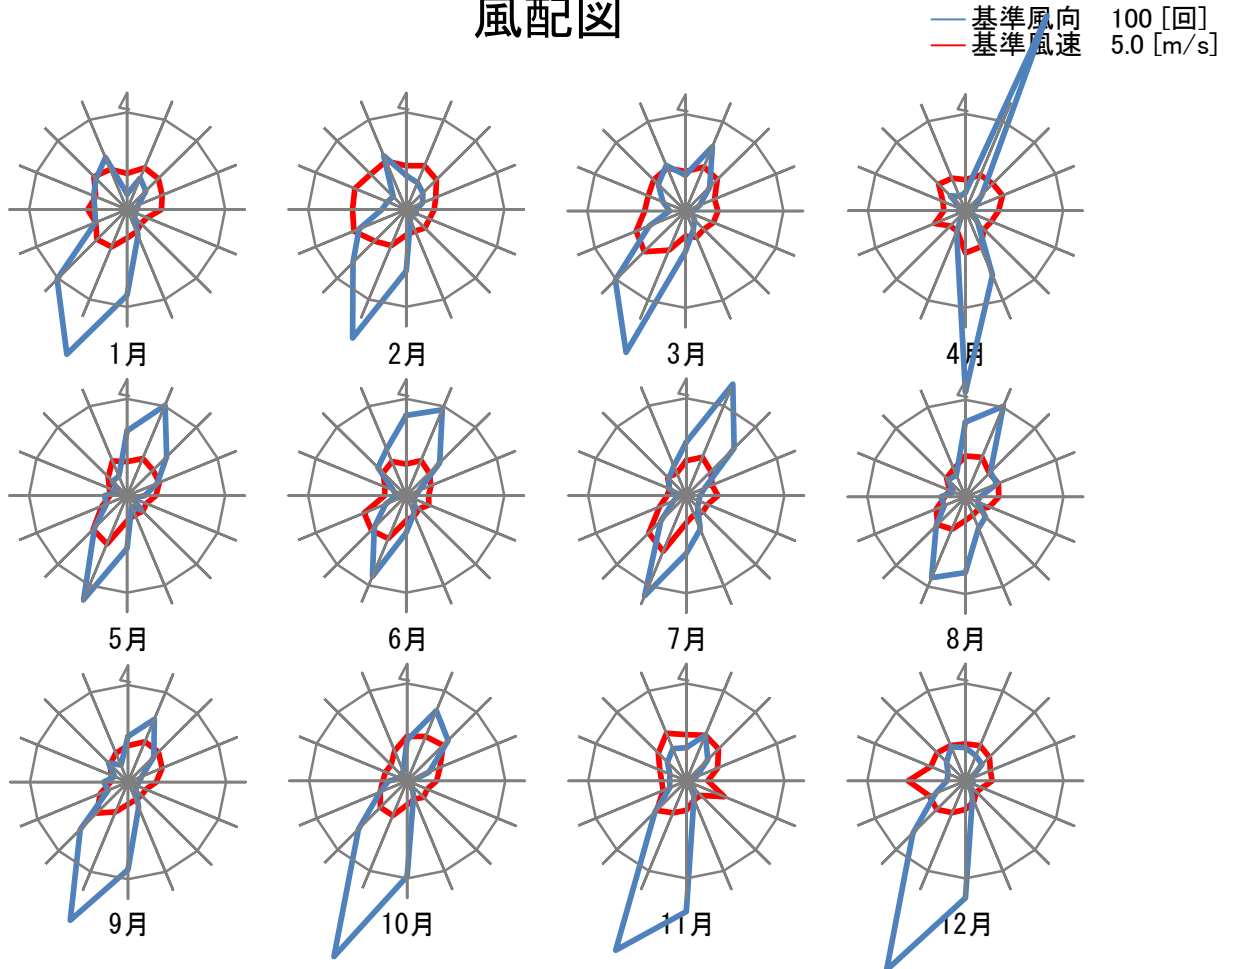 風配図
基準風向 100 [回]
基準風速 5.0 [m/s]
1月
2月
3月
4月
5月
6月
7月
8月
9月
10月
11月
12月